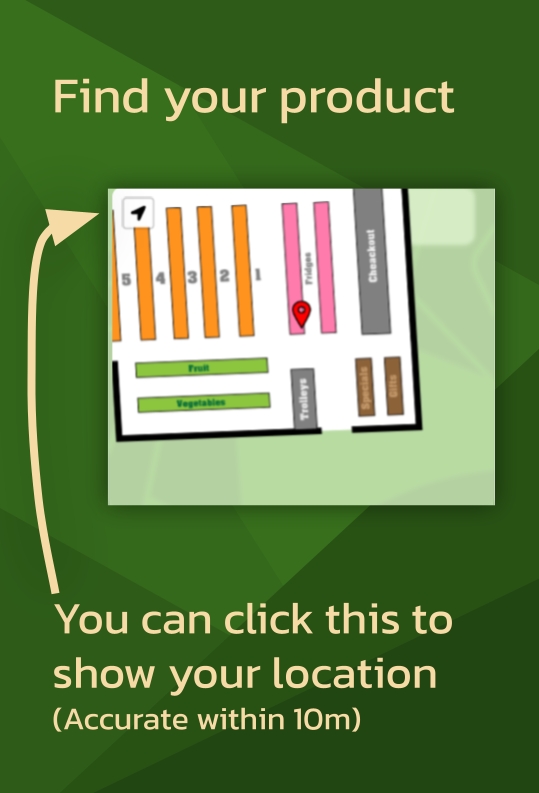 Find your product
5
4
3
2
1
Fridges
Cheackout
Fruit
Vegetables
Trolleys
Specials
Gifts
You can click this to
show your location
(Accurate within 10m)